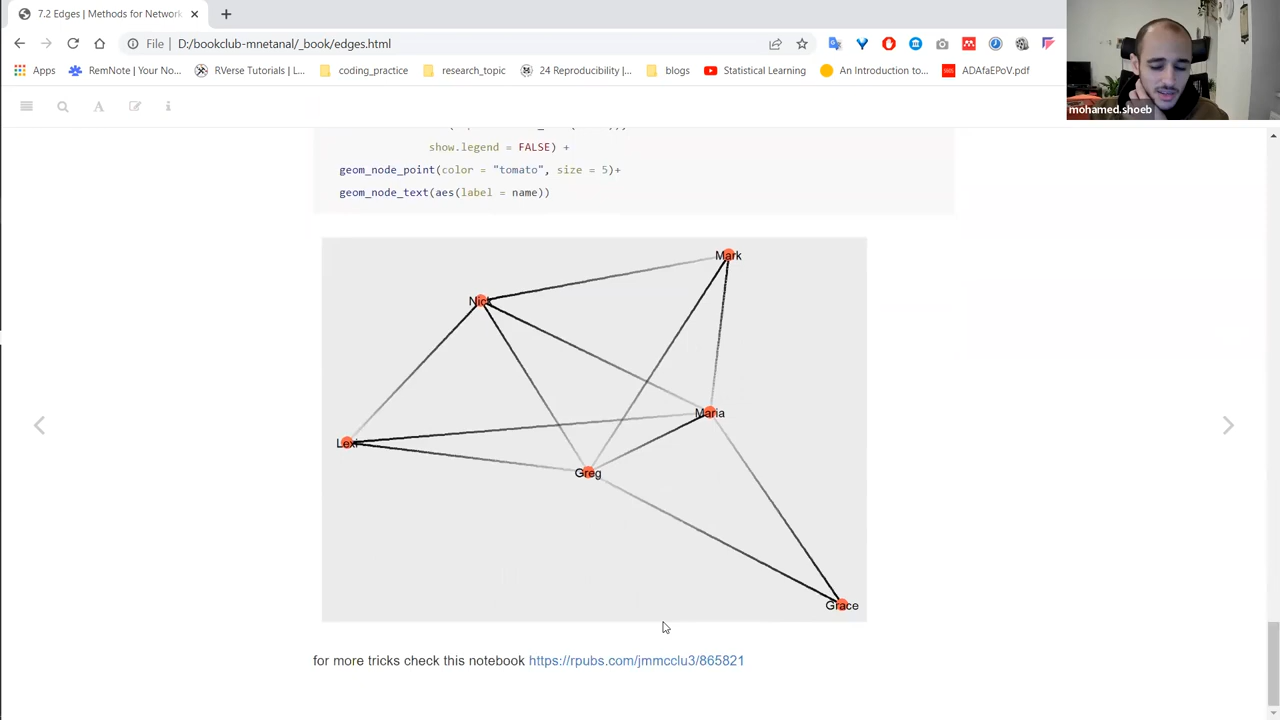 7.2 Edges | Methods for Network
File
D:/bookclub-mnetanal/_book/edges.html
Apps
RemNote | Your No...
coding_practice
research_topic
24 Reproducibility |...
blogs
Statistical Learning
An Introduction to...
ADAfaEPoV.pdf
mohamed.shoeb
show.legend = FALSE) +
geom_node_point(color = "tomato", size = 5)+
geom_node_text(aes(label = name))
Mark
Nick
Maria
Lexi
Greg
Grace
for more tricks check this notebook https://rpubs.com/jmmcclu3/865821